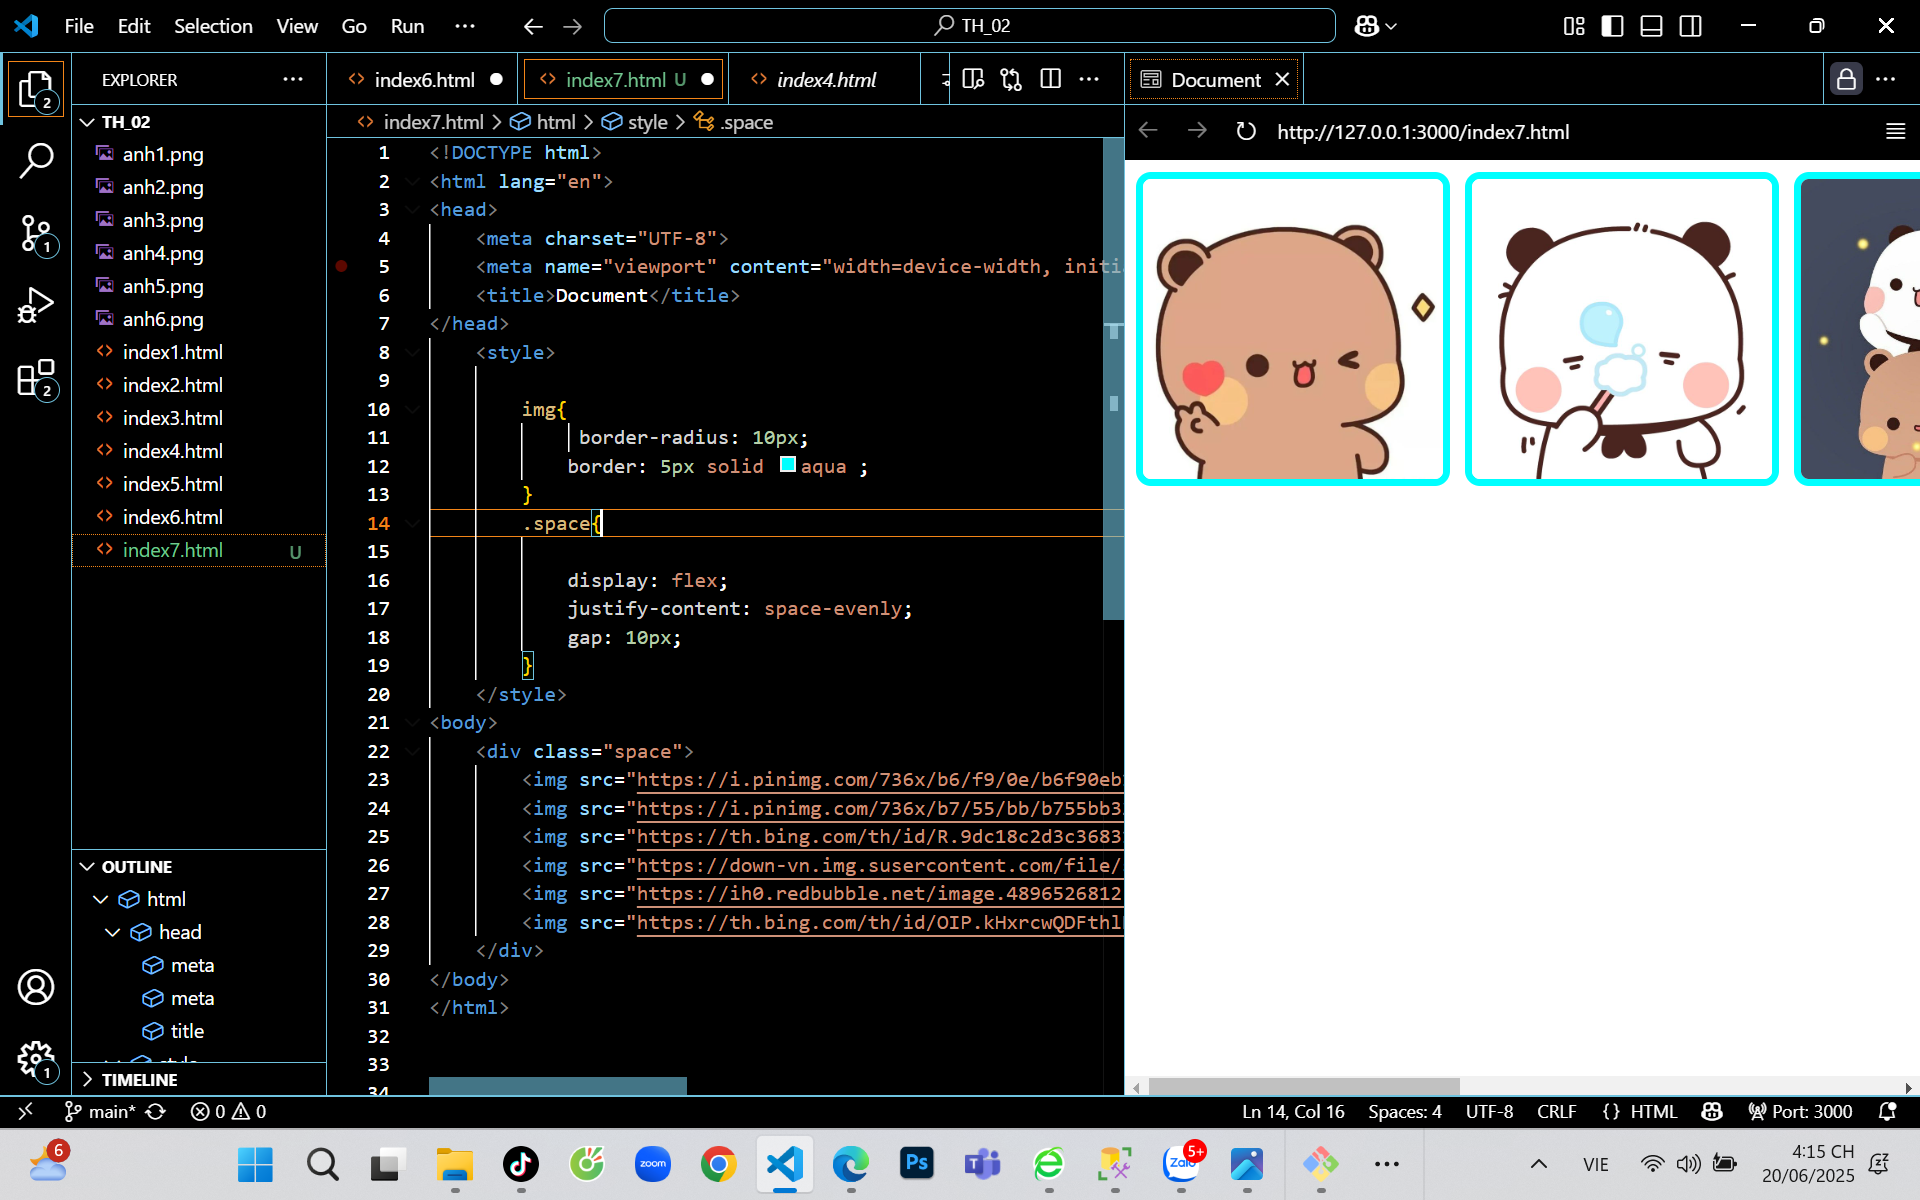 File Edit Selection View Go Run ··· TH_02
EXPLORER ···
TH_02
anh1.png
anh2.png
anh3.png
anh4.png
anh5.png
anh6.png
index1.html
index2.html
index3.html
index4.html
index5.html
index6.html
index7.html U
OUTLINE
html
head
meta
meta
title
TIMELINE
2
1
2
1
index6.html index7.html U index4.html
index7.html > html > style > .space
1 <!DOCTYPE html>
2 <html lang="en">
3 <head>
4 <meta charset="UTF-8">
5 <meta name="viewport" content="width=device-width, initi
6 <title>Document</title>
7 </head>
8 <style>
9
10 img{
11 border-radius: 10px;
12 border: 5px solid aqua ;
13 }
14 .space{
15
16 display: flex;
17 justify-content: space-evenly;
18 gap: 10px;
19 }
20 </style>
21 <body>
22 <div class="space">
23 <img src="https://i.pinimg.com/736x/b6/f9/0e/b6f90eb
24 <img src="https://i.pinimg.com/736x/b7/55/bb/b755bb3
25 <img src="https://th.bing.com/th/id/R.9dc18c2d3c3683
26 <img src="https://down-vn.img.susercontent.com/file/
27 <img src="https://ih0.redbubble.net/image.4896526812
28 <img src="https://th.bing.com/th/id/OIP.kHxrcwQDFthl
29 </div>
30 </body>
31 </html>
32
33
34
Document
http://127.0.0.1:3000/index7.html
main* 0 0 Ln 14, Col 16 Spaces: 4 UTF-8 CRLF {} HTML Port: 3000
6 zoom Ps T Zalo 5+ ··· VIE 4:15 CH
20/06/2025